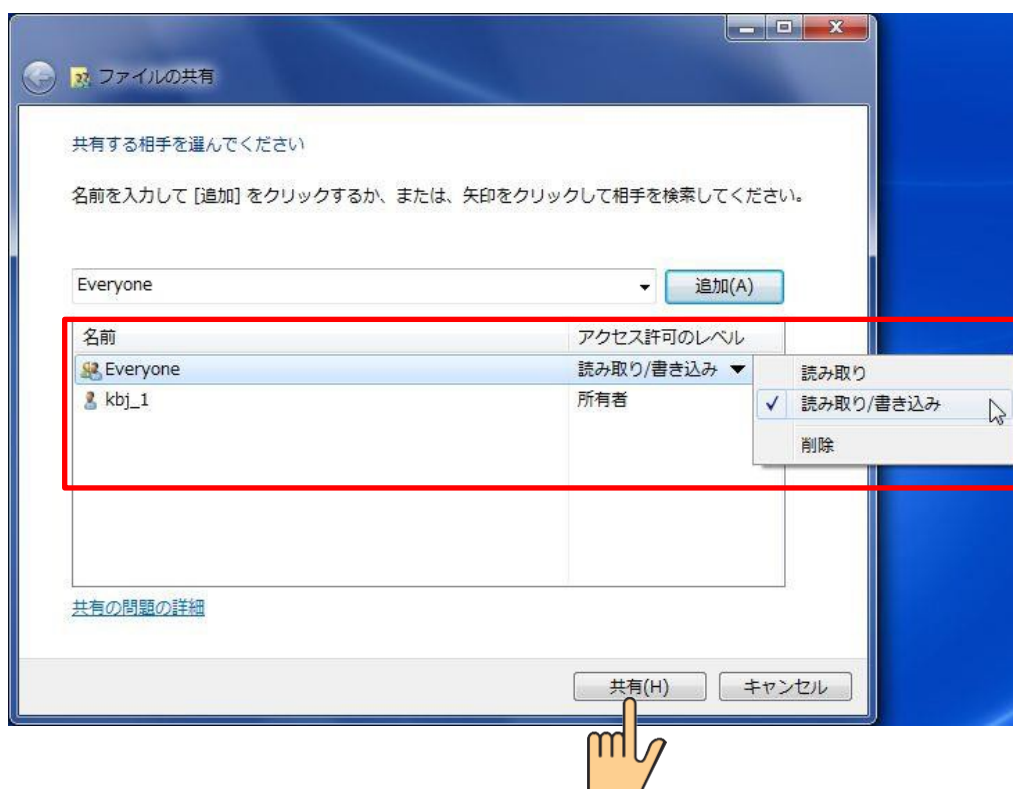 ファイルの共有
共有する相手を選んでください
名前を入力して [追加] をクリックするか、または、矢印をクリックして相手を検索してください。
Everyone
追加(A)
名前 アクセス許可のレベル
Everyone 読み取り/書き込み
kbj_1 所有者
読み取り
読み取り/書き込み
削除
共有の問題の詳細
共有(H) キャンセル